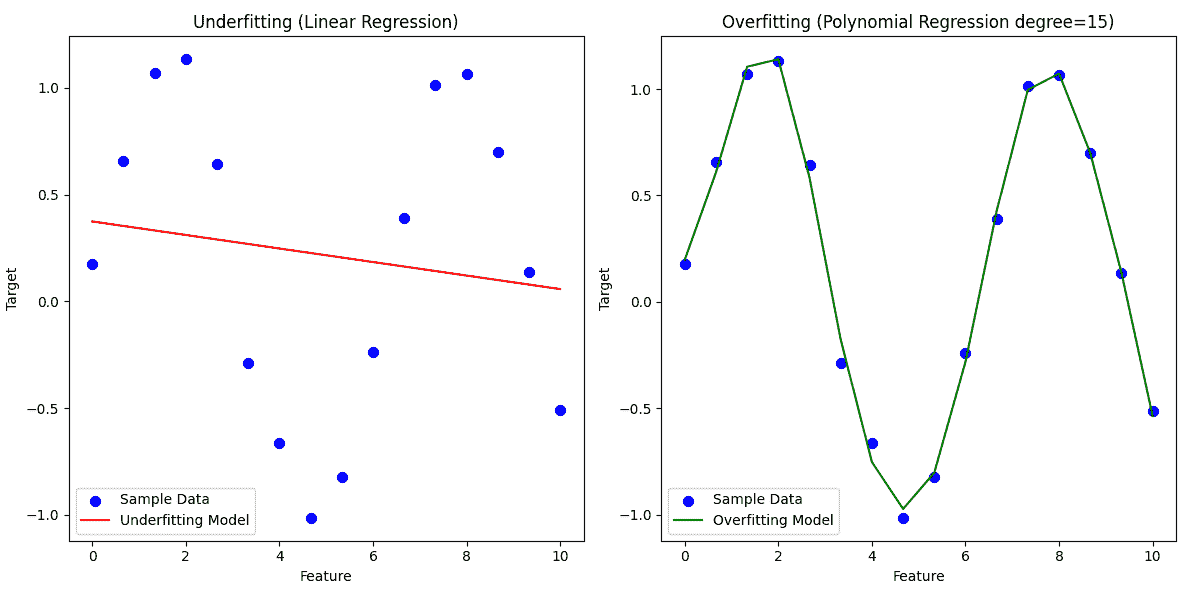 Underfitting (Linear Regression)
1.0
0.5
0.0
−0.5
−1.0
Target
Sample Data
Underfitting Model
0 2 4 6 8 10
Feature
Overfitting (Polynomial Regression degree=15)
1.0
0.5
0.0
−0.5
−1.0
Target
Sample Data
Overfitting Model
0 2 4 6 8 10
Feature